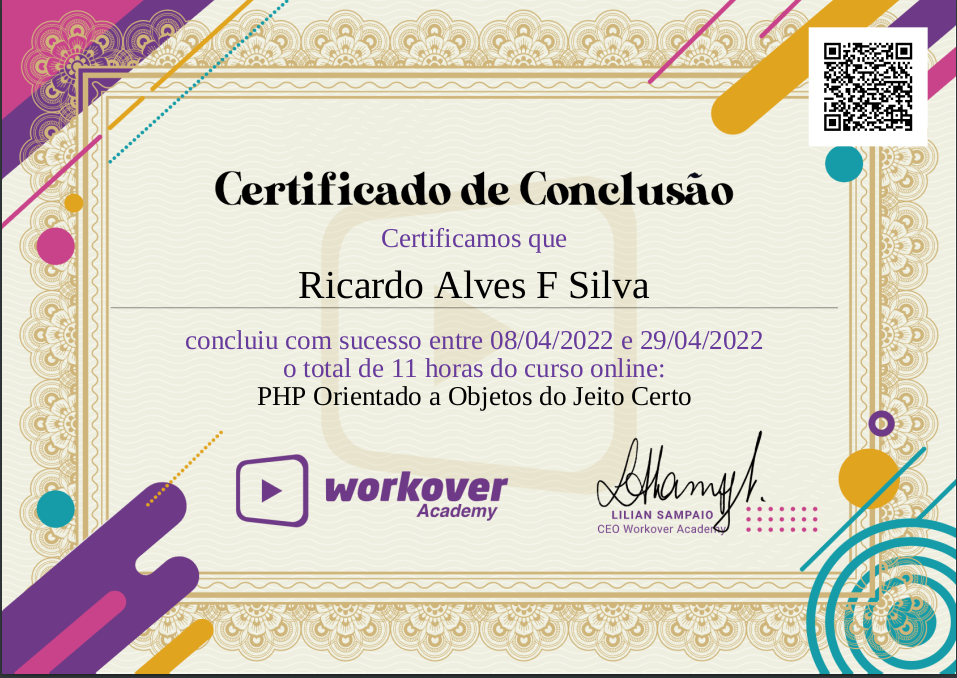 Certificado de Conclusão
Certificamos que
Ricardo Alves F Silva
concluiu com sucesso entre 08/04/2022 e 29/04/2022
o total de 11 horas do curso online:
PHP Orientado a Objetos do Jeito Certo
workover
Academy
LILIAN SAMPAIO
CEO Workover Academy